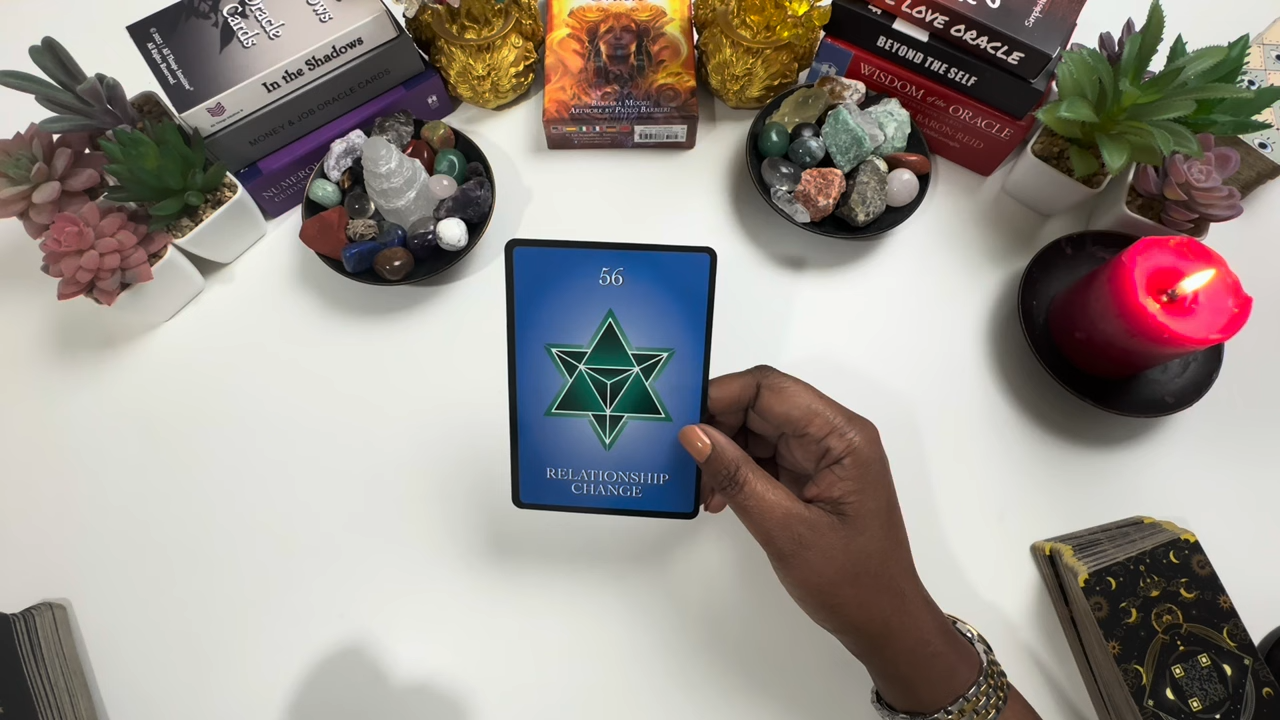 Oracle
Cards
In the Shadows
MONEY & JOB ORACLE CARDS
BARBARA MOORE
ARTWORK BY PAOLO BARBIERI
LOVE ORACLE
BEYOND THE SELF
WISDOM of the ORACLE
BARON-REID
56
RELATIONSHIP
CHANGE